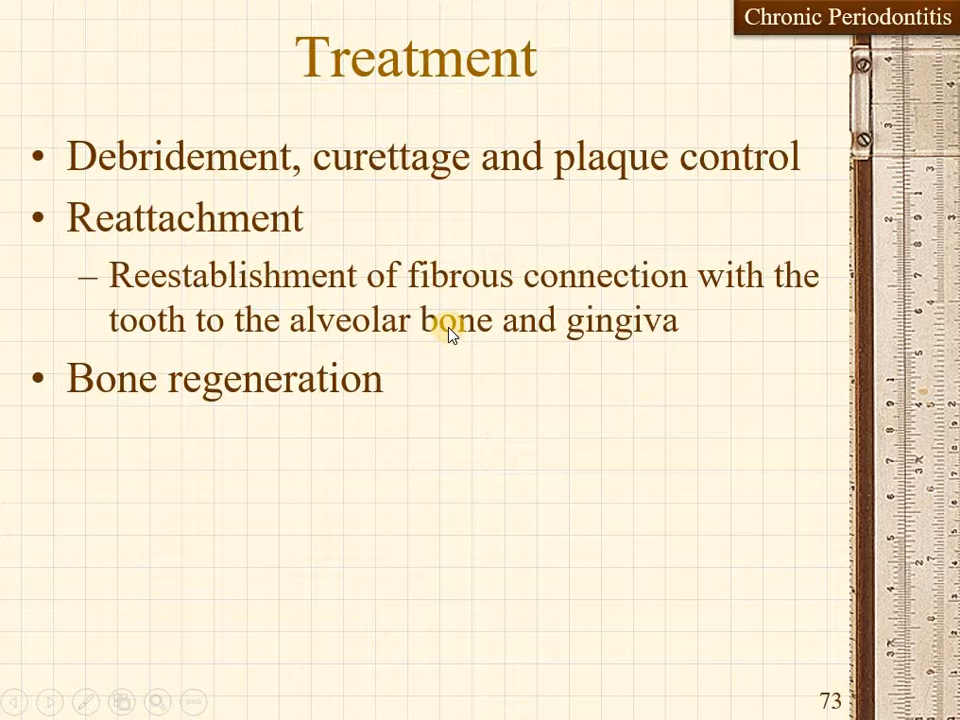 Chronic Periodontitis
Treatment
• Debridement, curettage and plaque control
• Reattachment
– Reestablishment of fibrous connection with the
tooth to the alveolar bone and gingiva
• Bone regeneration
73